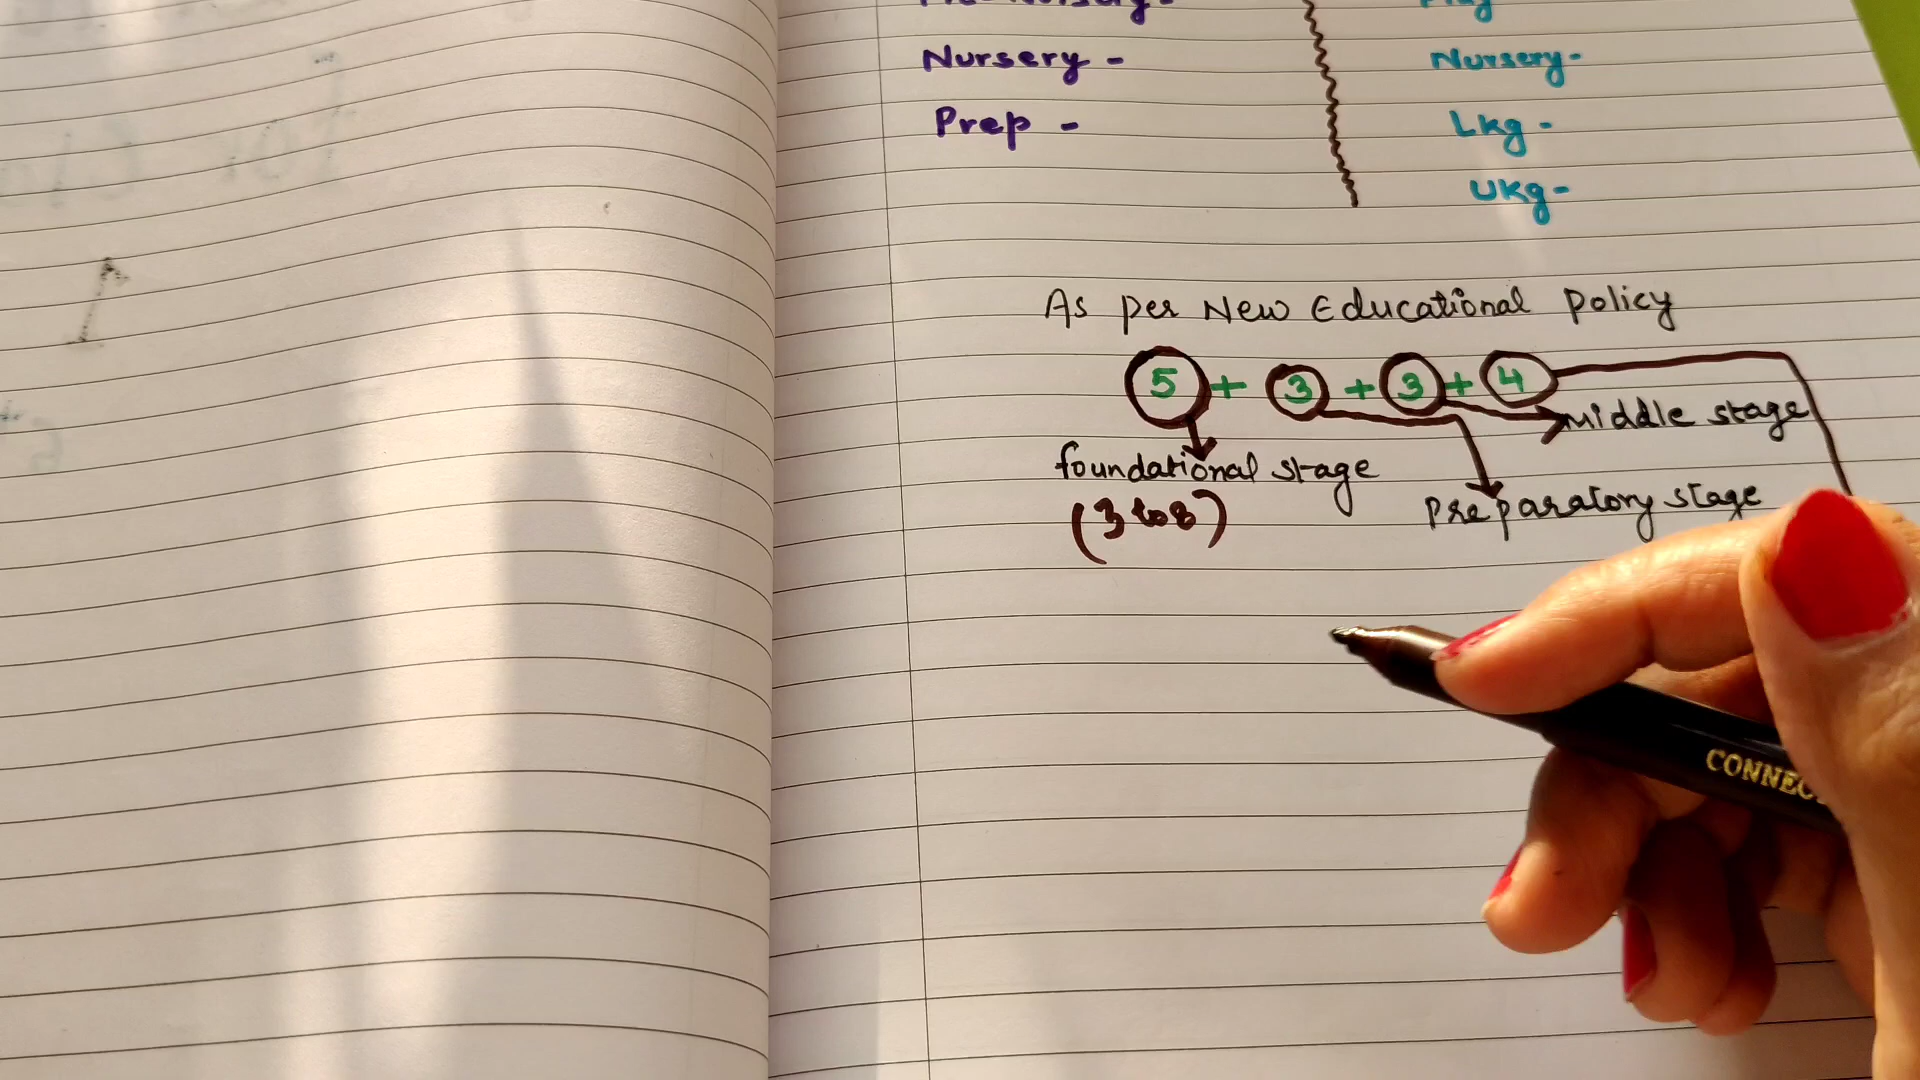 Nursery -
Nursery-
Prep -
Lkg -
UKg-
As per New Educational Policy
5 + 3 + 3 + 4
Middle stage
foundational stage
Preparatory stage
(3 to 8)
CONNEC